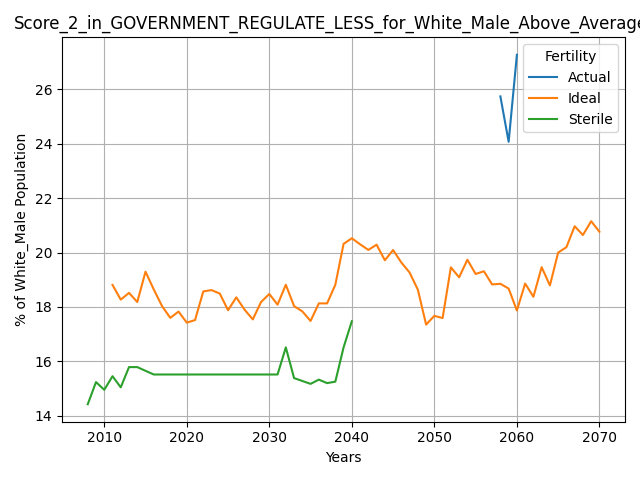 Score_2_in_GOVERNMENT_REGULATE_LESS_for_White_Male_Above_Average
% of White_Male Population
26
24
22
20
18
16
14
Fertility
Actual
Ideal
Sterile
2010 2020 2030 2040 2050 2060 2070
Years